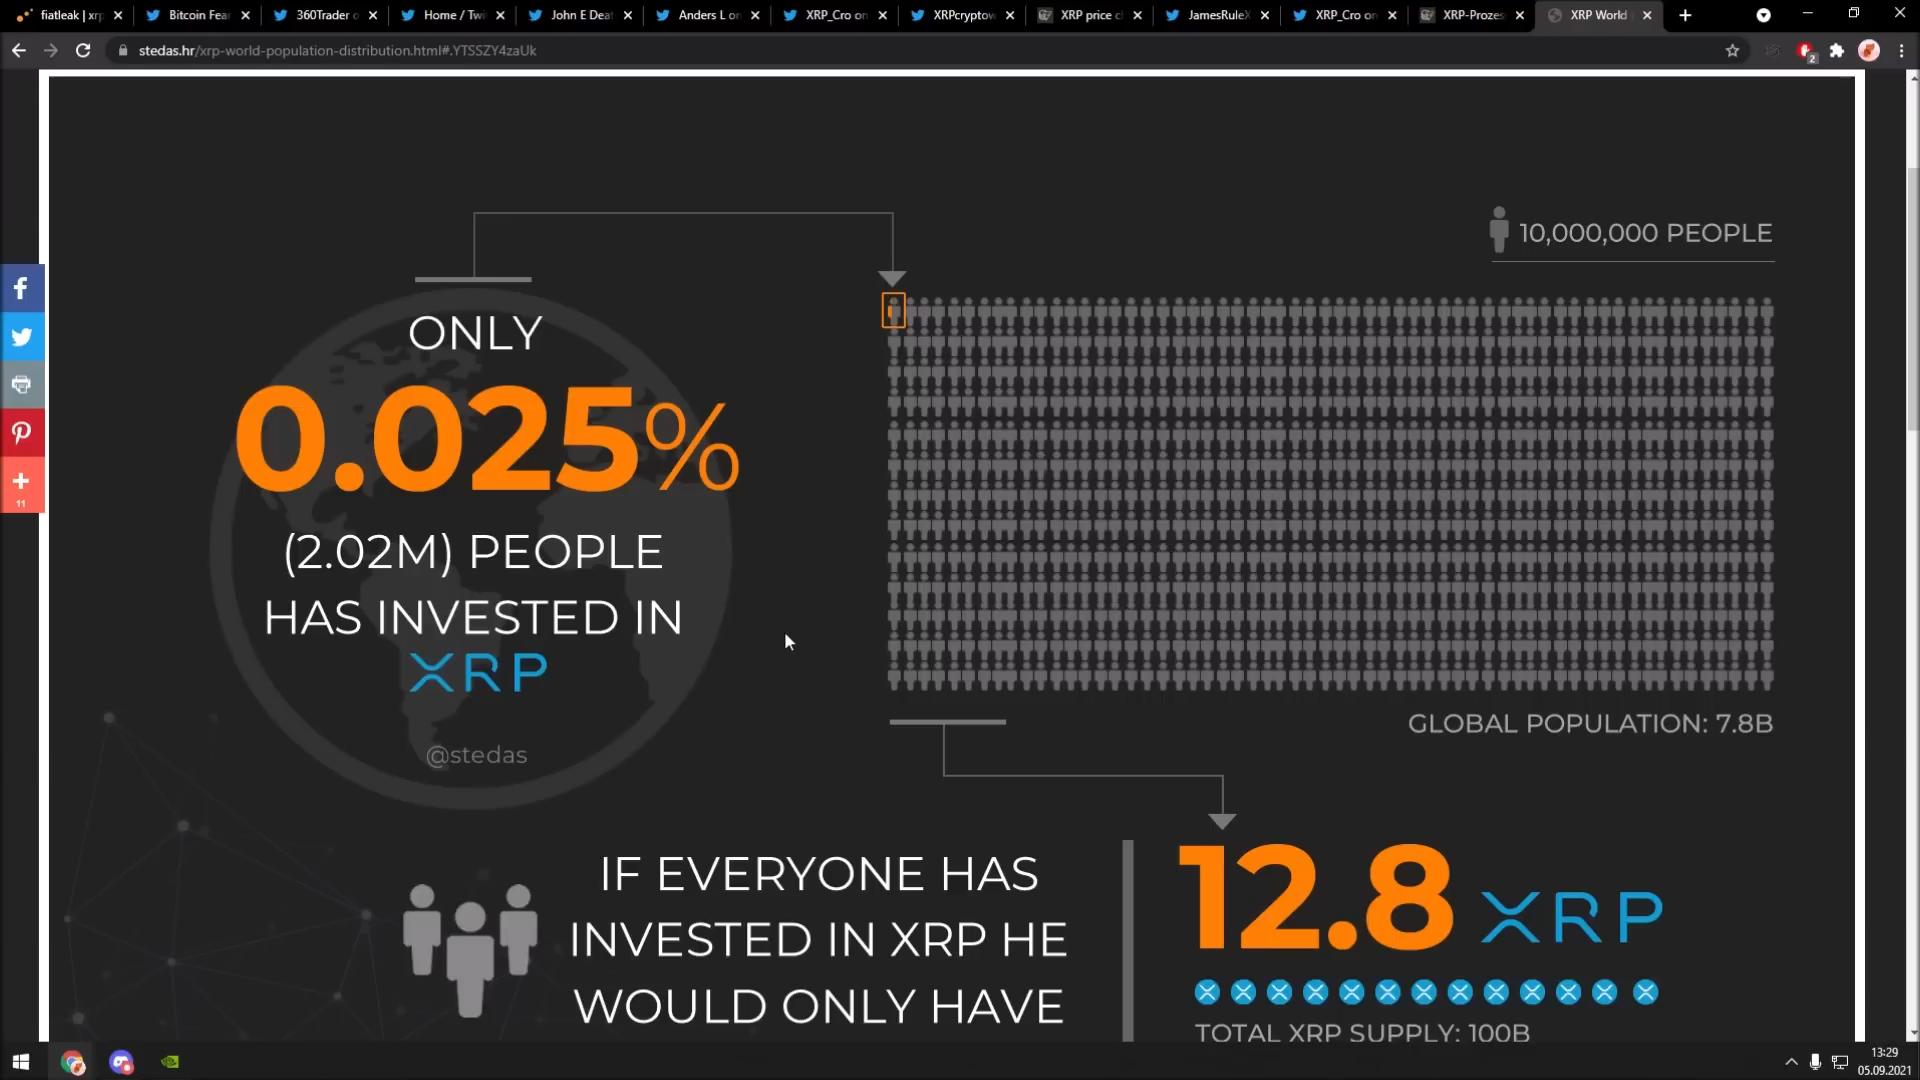 fiatleak | xrp
Bitcoin Fear
360Trader o
Home / Twi
John E Deat
Anders L on
XRP_Cro on
XRPcryptow
XRP price c
JamesRuleX
XRP_Cro on
XRP-Prozes
XRP World
stedas.hr/xrp-world-population-distribution.html#.YTSSZY4zaUk
2
10,000,000 PEOPLE
ONLY
0.025%
(2.02M) PEOPLE
HAS INVESTED IN
XRP
@stedas
11
GLOBAL POPULATION: 7.8B
IF EVERYONE HAS
INVESTED IN XRP HE
WOULD ONLY HAVE
12.8 XRP
TOTAL XRP SUPPLY: 100B
13:29
05.09.2021